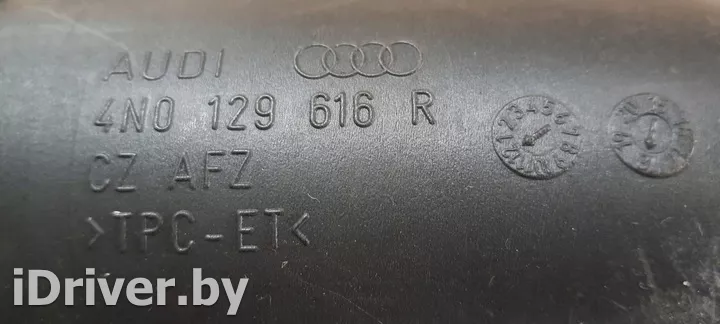 AUDI
4N0 129 616 R
CZ AFZ
>TPC-ET<
iDriver.by